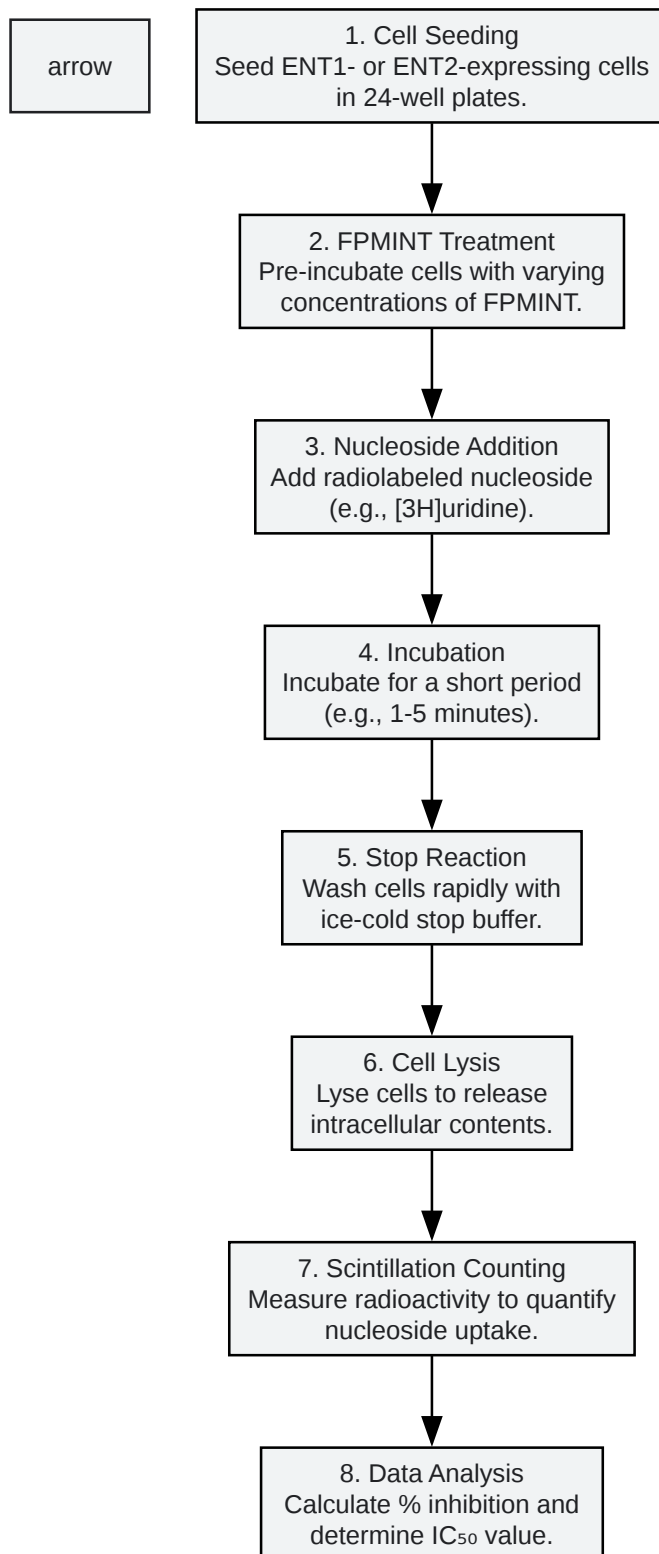 arrow
1. Cell Seeding
Seed ENT1- or ENT2-expressing cells
in 24-well plates.
2. FPMINT Treatment
Pre-incubate cells with varying
concentrations of FPMINT.
3. Nucleoside Addition
Add radiolabeled nucleoside
(e.g., [3H]uridine).
4. Incubation
Incubate for a short period
(e.g., 1-5 minutes).
5. Stop Reaction
Wash cells rapidly with
ice-cold stop buffer.
6. Cell Lysis
Lyse cells to release
intracellular contents.
7. Scintillation Counting
Measure radioactivity to quantify
nucleoside uptake.
8. Data Analysis
Calculate % inhibition and
determine IC₅₀ value.